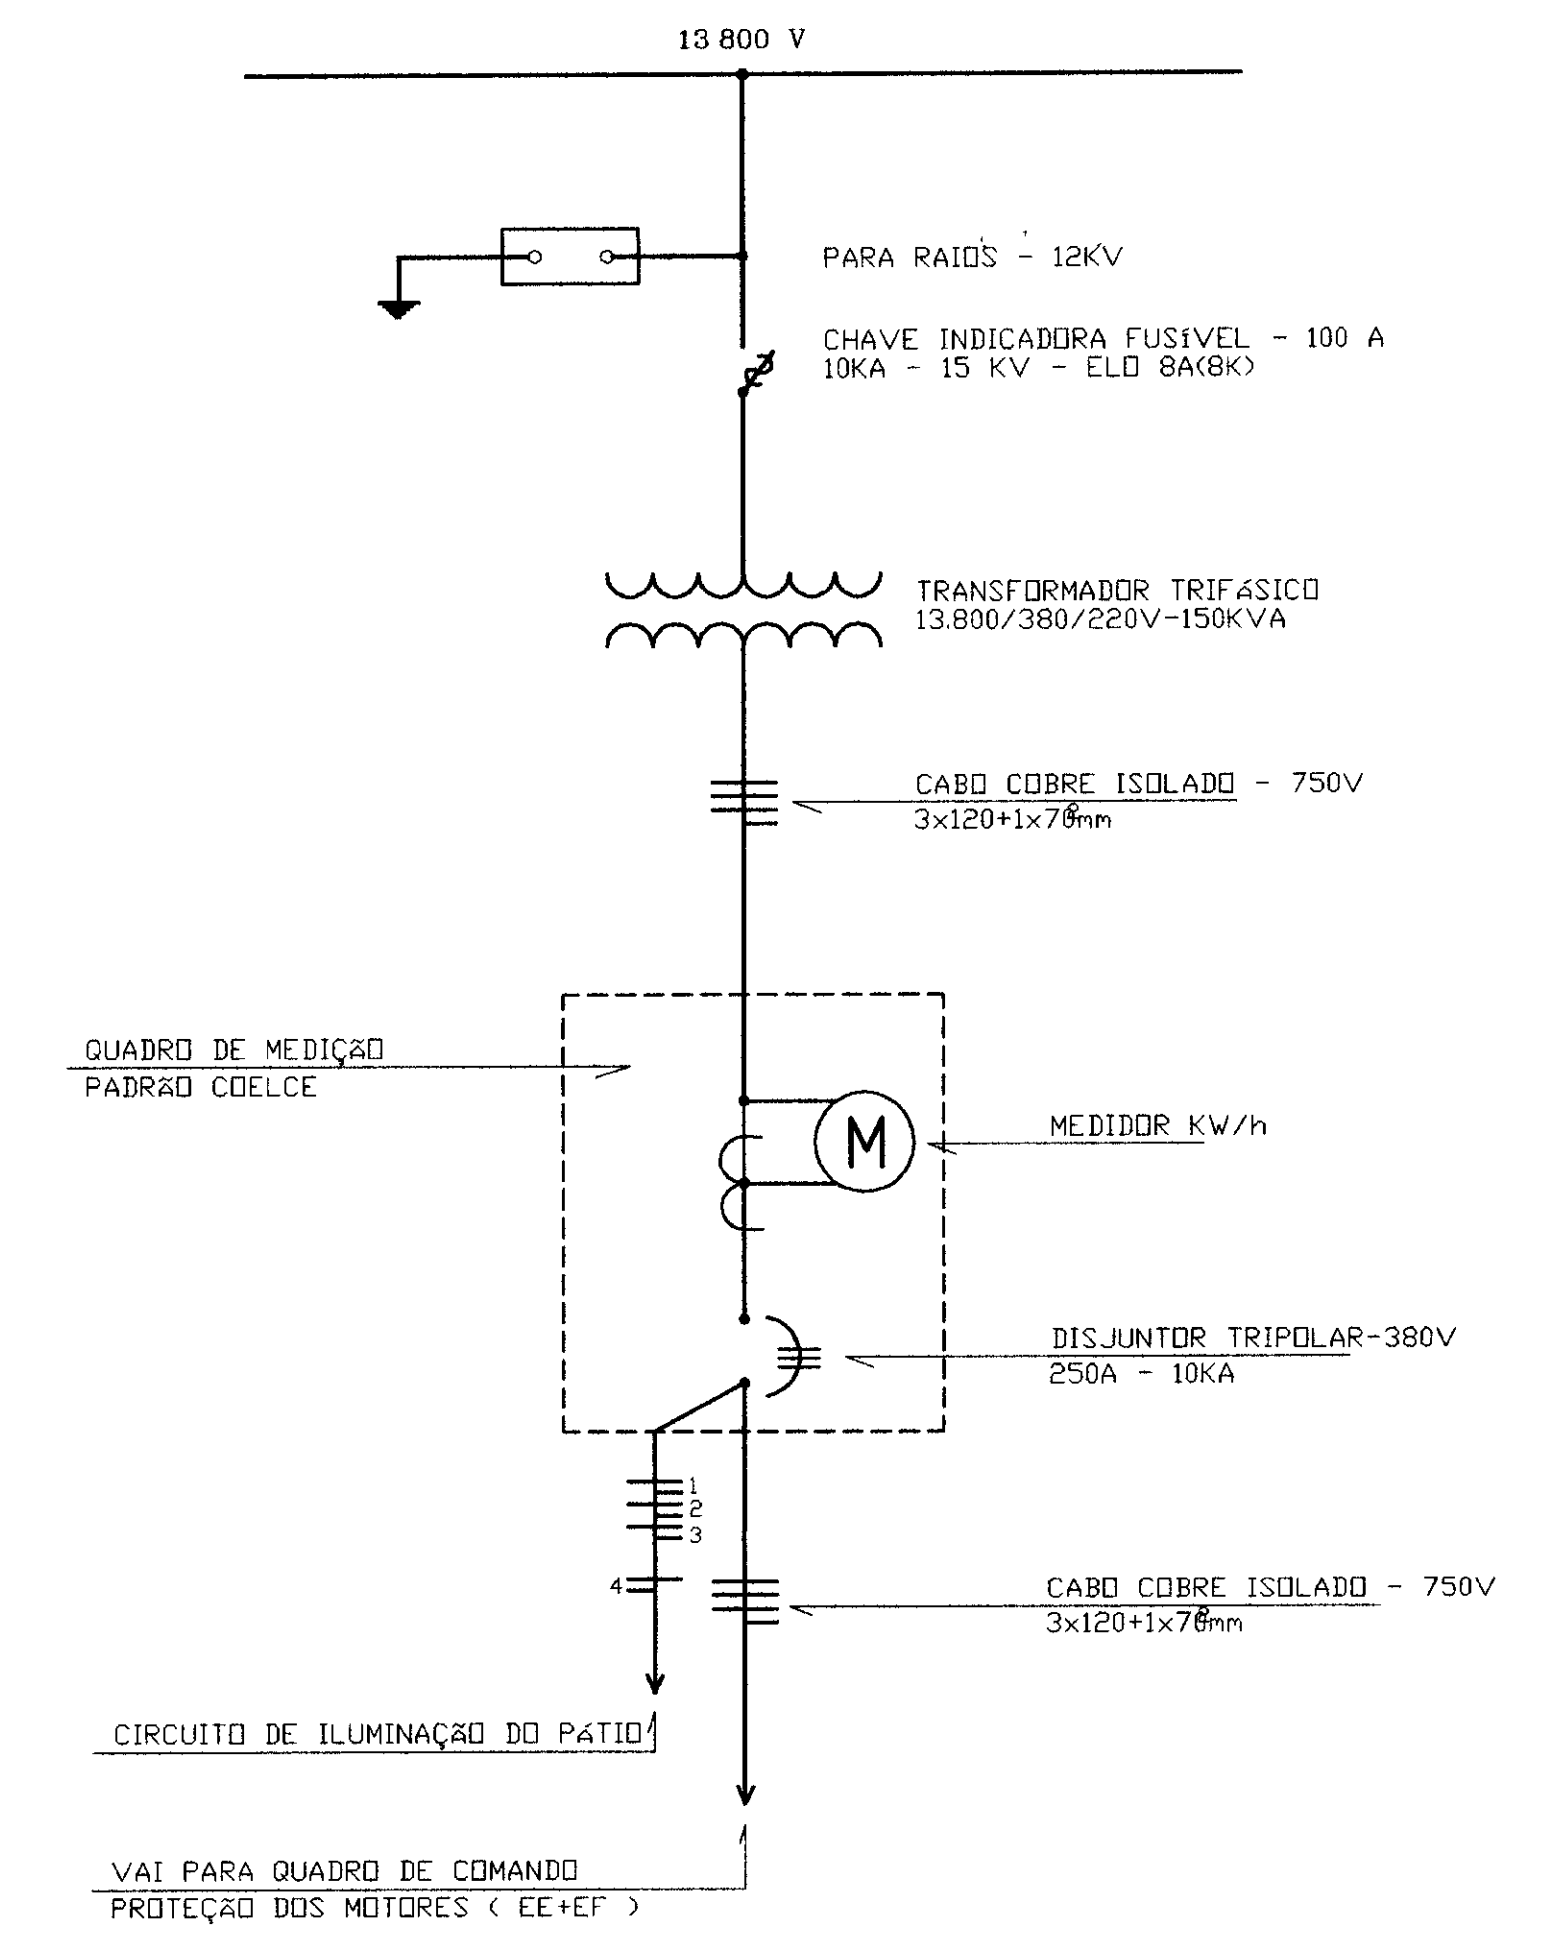 13 800 V
PARA RAIOS - 12KV
CHAVE INDICADORA FUSíVEL - 100 A
10KA - 15 KV - ELO 8A(8K)
TRANSFORMADOR TRIFáSICO
13.800/380/220V-150KVA
CABO COBRE ISOLADO - 750V
3x120+1x70mm
QUADRO DE MEDIÇãO
PADRãO COELCE
M
MEDIDOR KW/h
DISJUNTOR TRIPOLAR-380V
250A - 10KA
1
2
3
4
CABO COBRE ISOLADO - 750V
3x120+1x70mm
CIRCUITO DE ILUMINAÇãO DO PáTIO
VAI PARA QUADRO DE COMANDO
PROTEÇãO DOS MOTORES ( EE+EF )